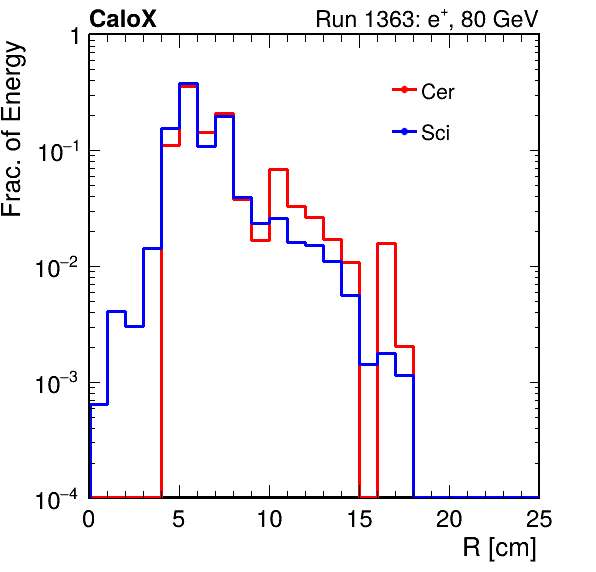 CaloX Run 1363: e⁺, 80 GeV
Frac. of Energy
1
10⁻¹
10⁻²
10⁻³
10⁻⁴
Cer
Sci
0 5 10 15 20 25
R [cm]